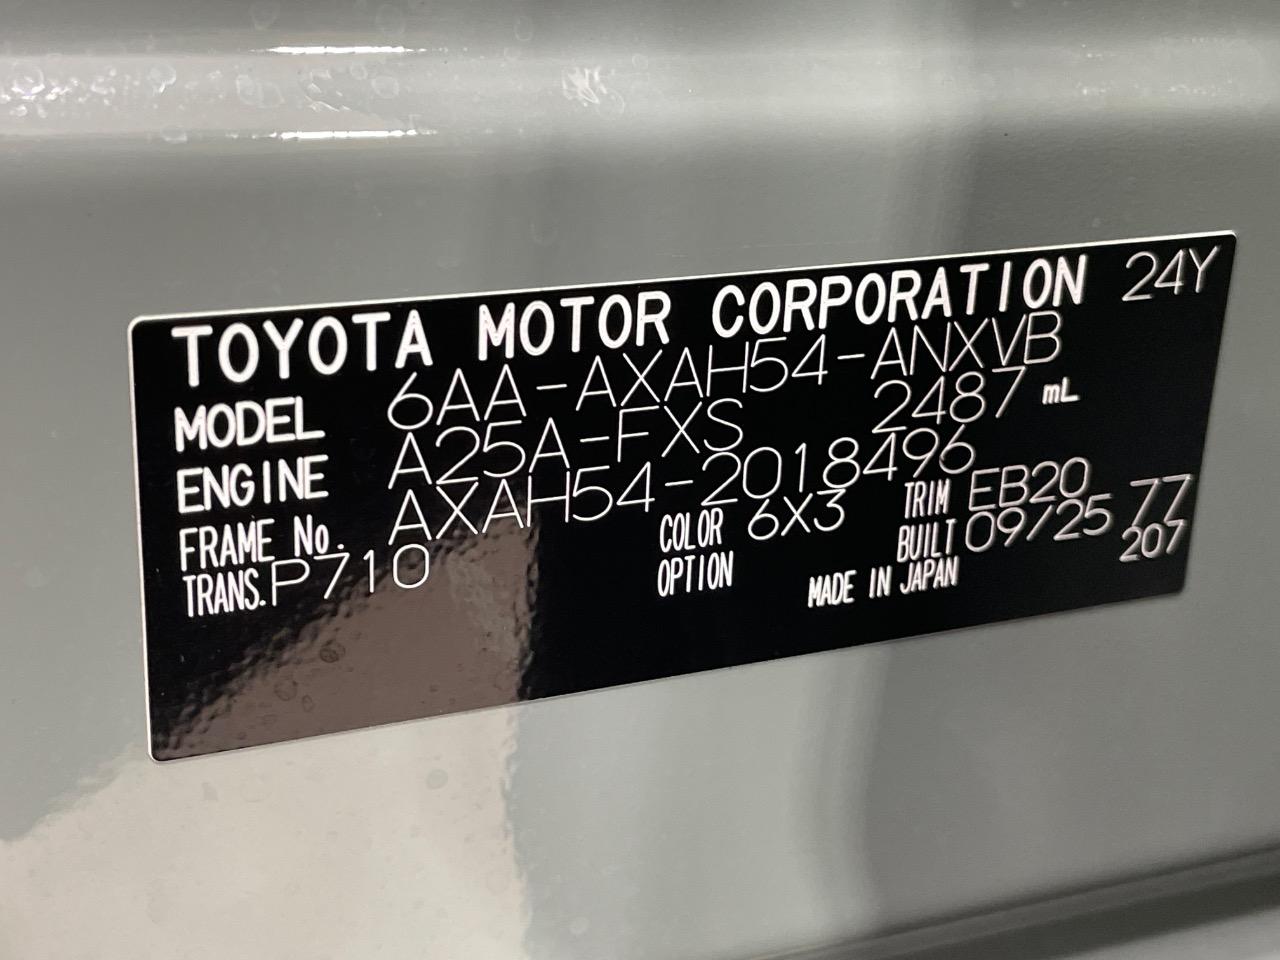 TOYOTA MOTOR CORPORATION 24Y
MODEL 6AA-AXAH54-ANXVB
ENGINE A25A-FXS 2487 mL
FRAME No. AXAH54-2018496
COLOR 6X3 TRIM EB20 77
TRANS. P710 OPTION BUILT 09/25 207
MADE IN JAPAN